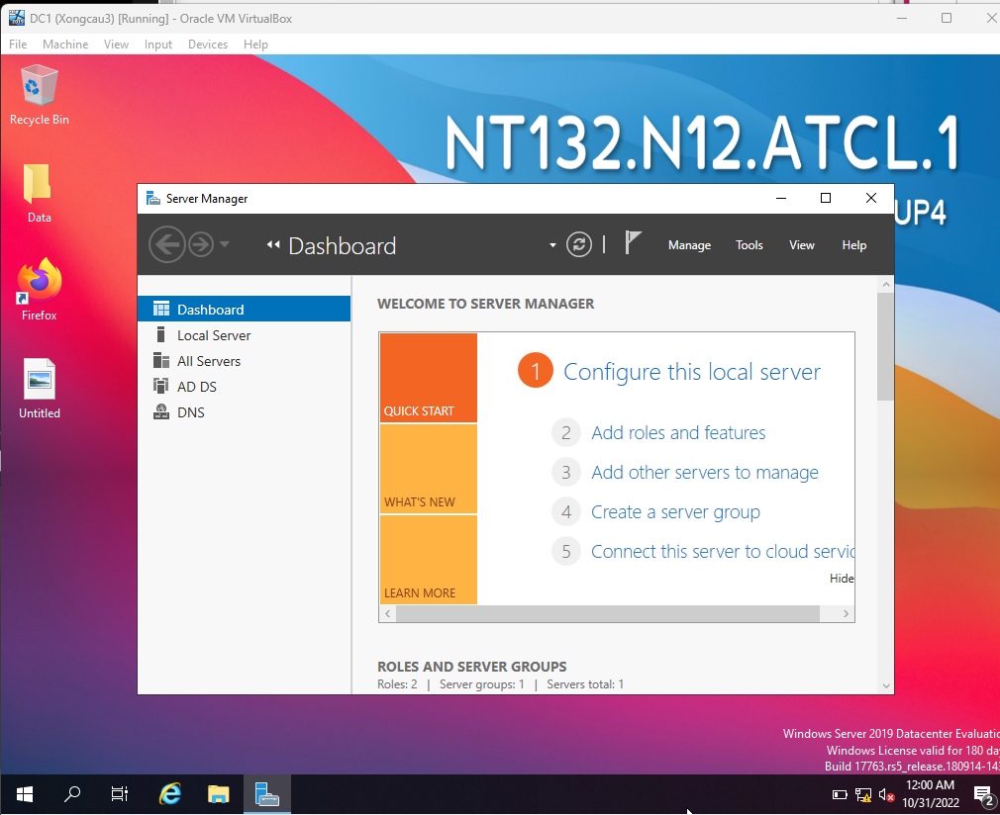 DC1 (Xongcau3) [Running] - Oracle VM VirtualBox
File Machine View Input Devices Help
Recycle Bin
NT132.N12.ATCL.1
UP4
Data
Firefox
Untitled
Server Manager
Dashboard
Manage Tools View Help
Dashboard
Local Server
All Servers
AD DS
DNS
WELCOME TO SERVER MANAGER
QUICK START
WHAT'S NEW
LEARN MORE
1 Configure this local server
2 Add roles and features
3 Add other servers to manage
4 Create a server group
5 Connect this server to cloud servic
Hide
ROLES AND SERVER GROUPS
Roles: 2 | Server groups: 1 | Servers total: 1
Windows Server 2019 Datacenter Evaluatio
Windows License valid for 180 da
Build 17763.rs5_release.180914-143
12:00 AM
10/31/2022
2